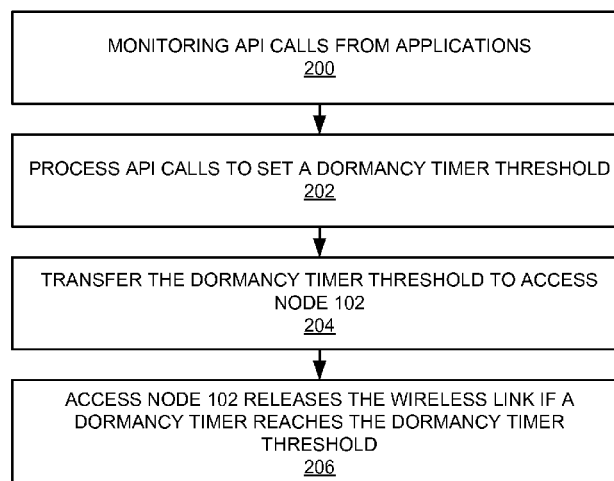 MONITORING API CALLS FROM APPLICATIONS
200
PROCESS API CALLS TO SET A DORMANCY TIMER THRESHOLD
202
TRANSFER THE DORMANCY TIMER THRESHOLD TO ACCESS
NODE 102
204
ACCESS NODE 102 RELEASES THE WIRELESS LINK IF A
DORMANCY TIMER REACHES THE DORMANCY TIMER
THRESHOLD
206